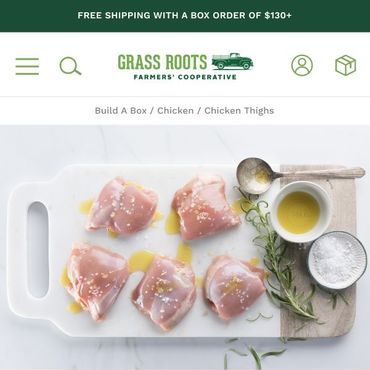 FREE SHIPPING WITH A BOX ORDER OF $130+
GRASS ROOTS
FARMERS' COOPERATIVE
Build A Box / Chicken / Chicken Thighs